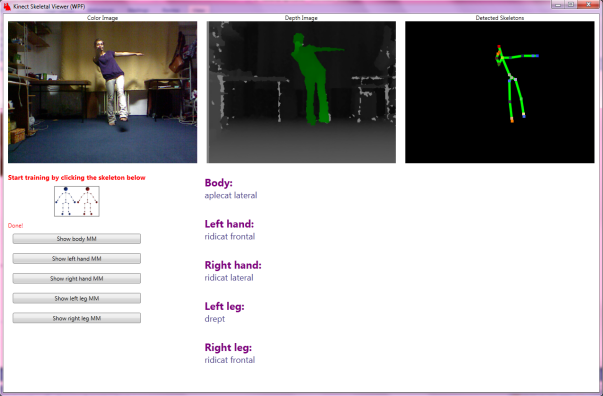 Kinect Skeletal Viewer (WPF)
Color Image
Depth Image
Detected Skeletons
Start training by clicking the skeleton below
Done!
Show body MM
Show left hand MM
Show right hand MM
Show left leg MM
Show right leg MM
Body:
aplecat lateral
Left hand:
ridicat frontal
Right hand:
ridicat lateral
Left leg:
drept
Right leg:
ridicat frontal